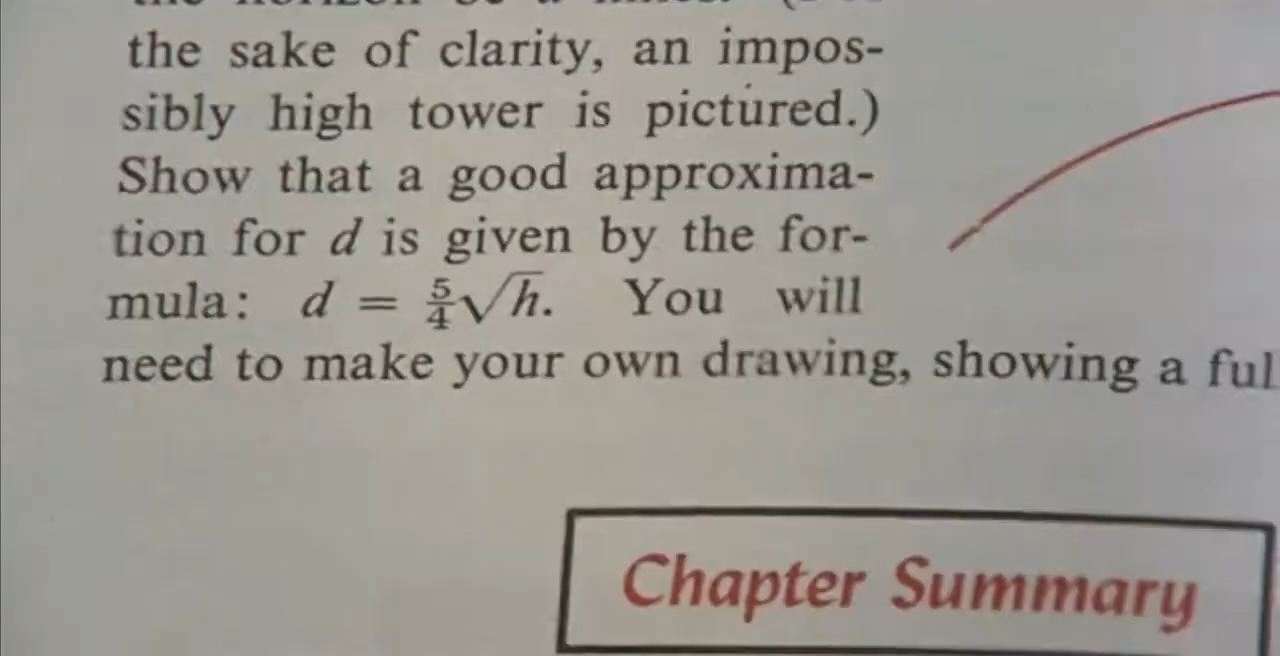 the sake of clarity, an impos-
sibly high tower is pictured.)
Show that a good approxima-
tion for d is given by the for-
mula: d = 5/4√h. You will
need to make your own drawing, showing a ful
Chapter Summary